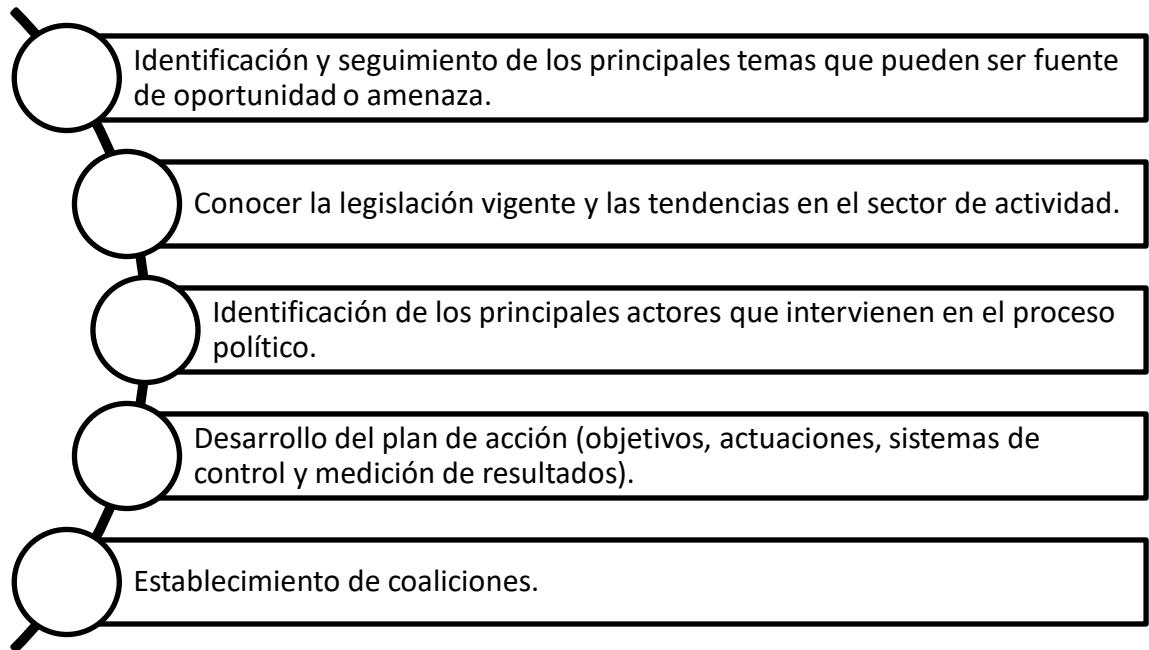 Identificación y seguimiento de los principales temas que pueden ser fuente
de oportunidad o amenaza.
Conocer la legislación vigente y las tendencias en el sector de actividad.
Identificación de los principales actores que intervienen en el proceso
político.
Desarrollo del plan de acción (objetivos, actuaciones, sistemas de
control y medición de resultados).
Establecimiento de coaliciones.